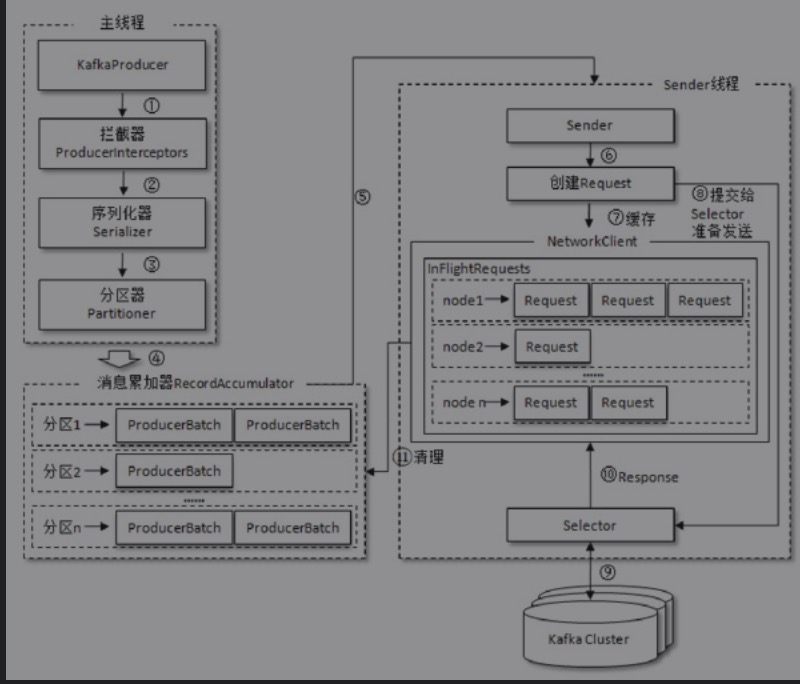 主线程
KafkaProducer
①
拦截器
ProducerInterceptors
②
序列化器
Serializer
③
分区器
Partitioner
④
消息累加器RecordAccumulator
分区1 ProducerBatch ProducerBatch
分区2 ProducerBatch
......
分区n ProducerBatch ProducerBatch
⑤
Sender线程
Sender
⑥
创建Request
⑦缓存
⑧提交给
Selector
准备发送
NetworkClient
InFlightRequests
node1 Request Request Request
node2 Request
......
node n Request Request
⑪清理
⑩Response
Selector
⑨
Kafka Cluster